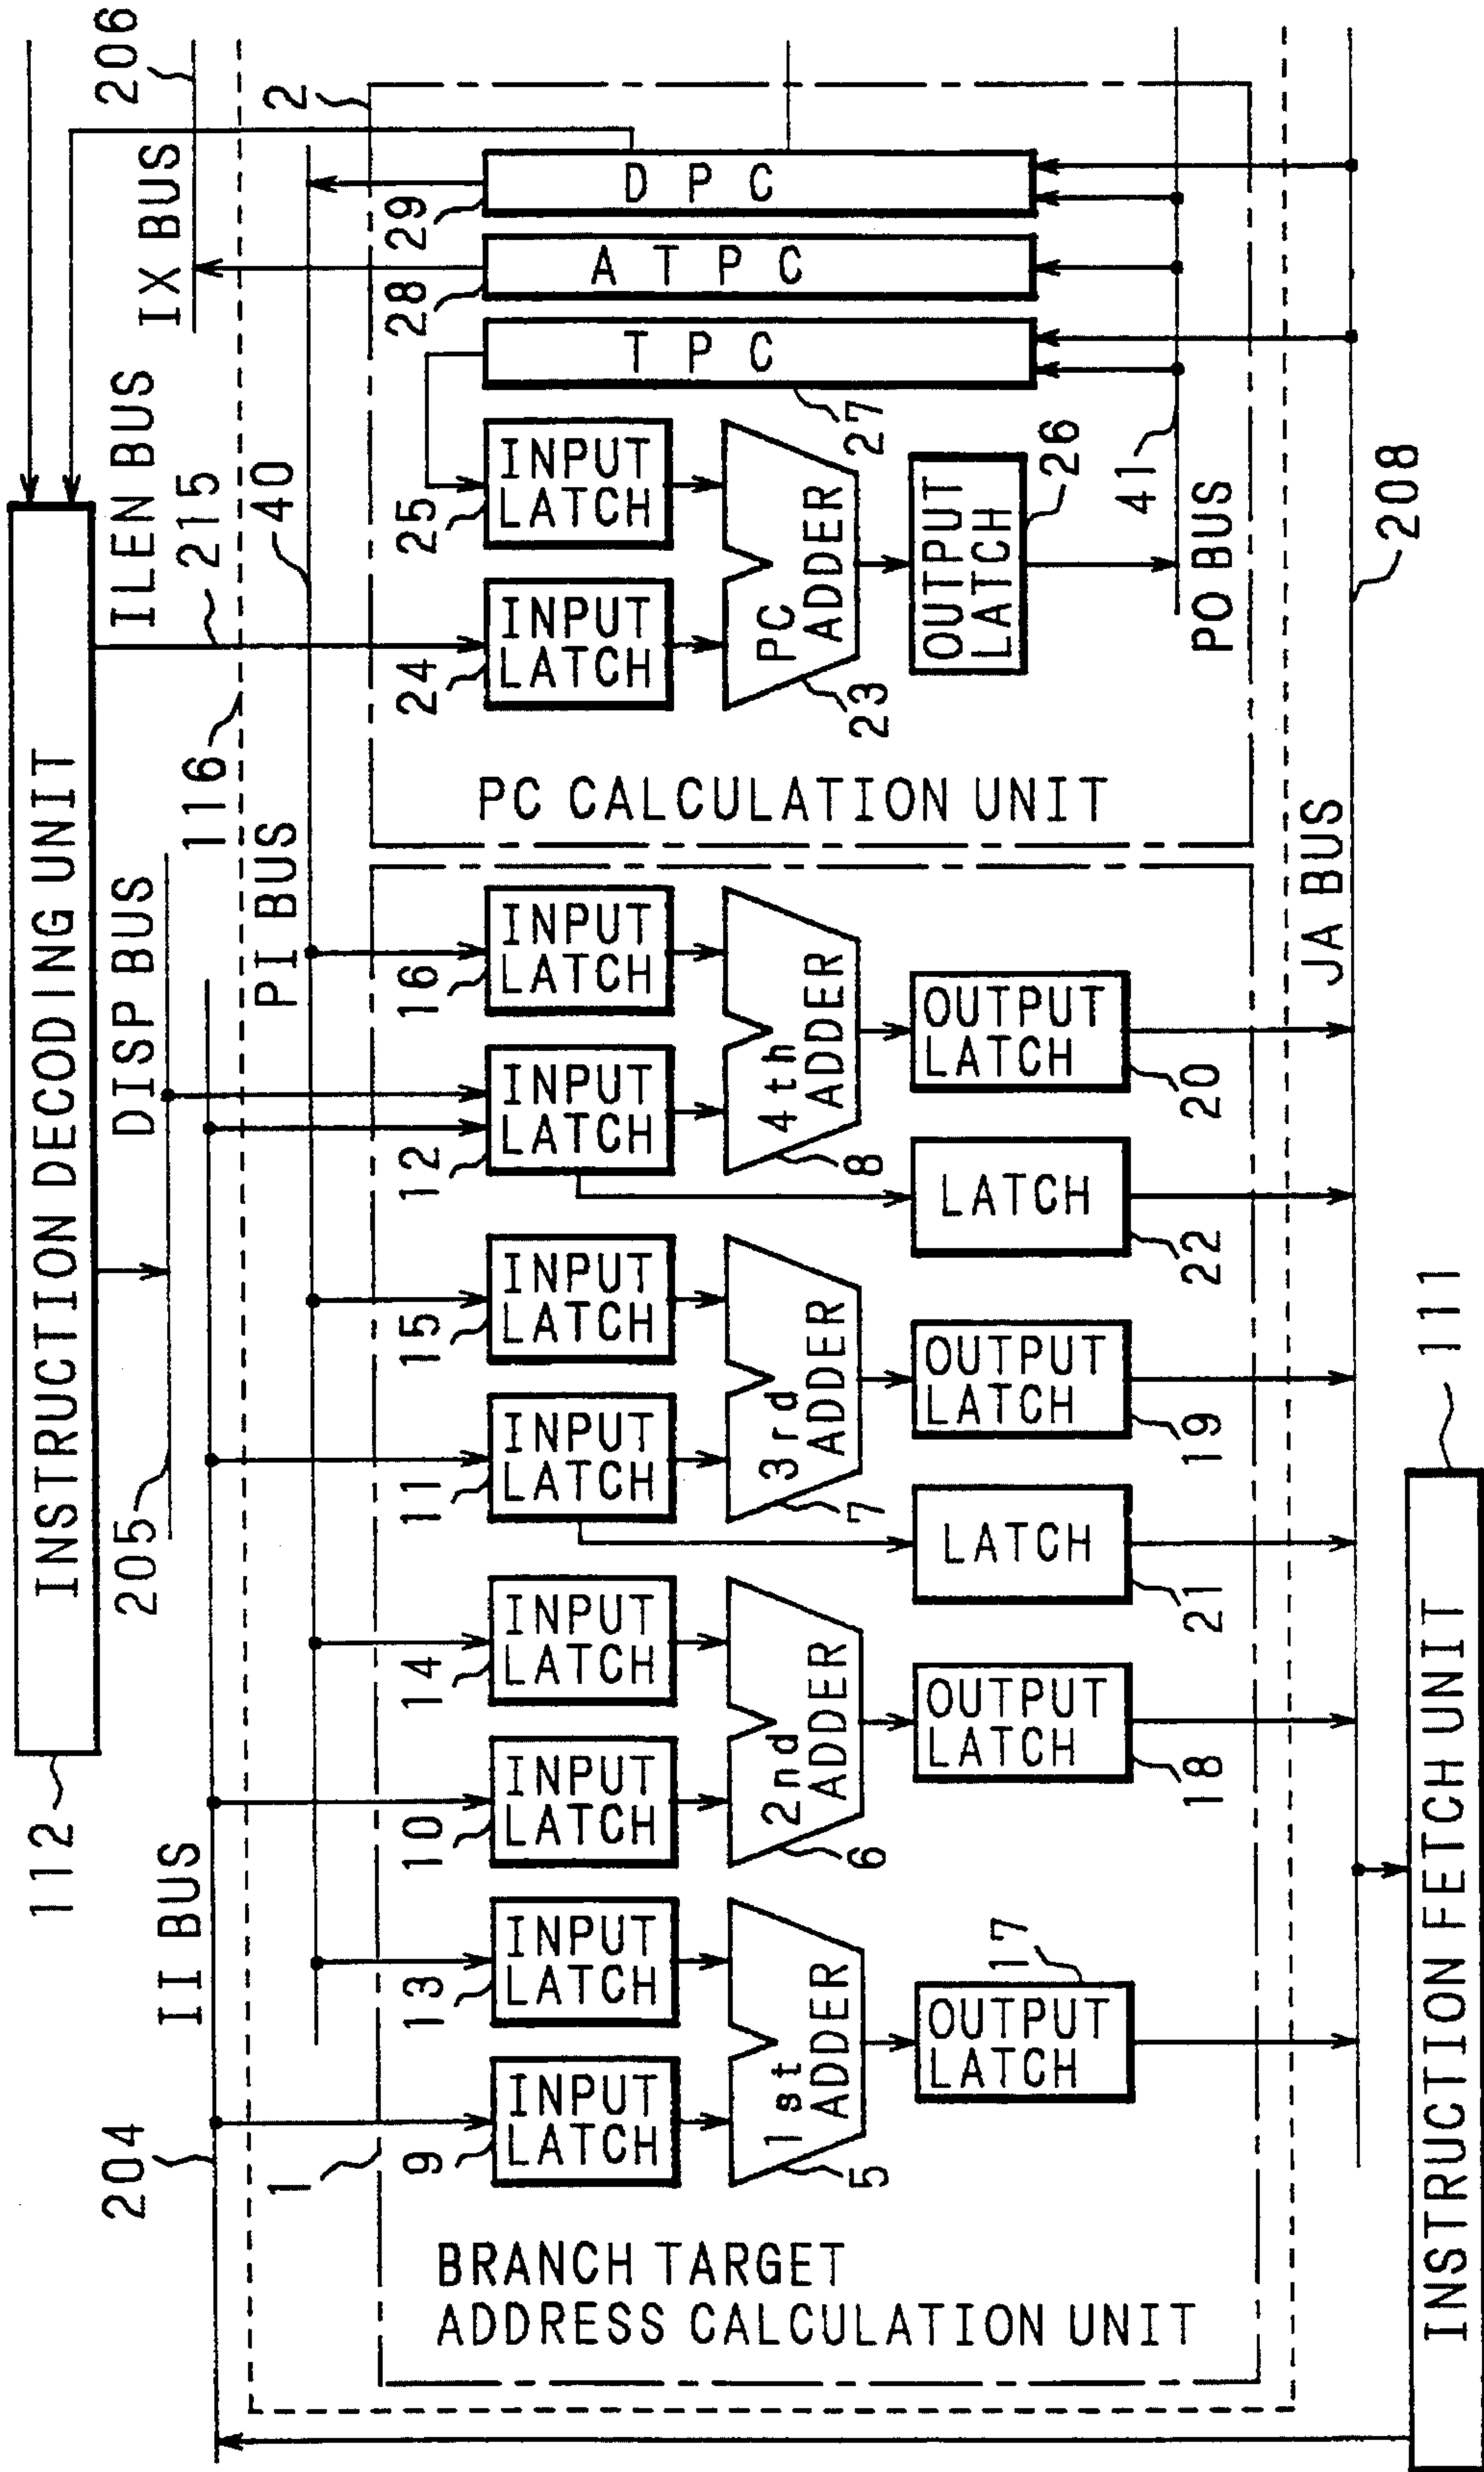 112
INSTRUCTION DECODING UNIT
204
II BUS
205
DISP BUS
116
ILEN BUS
215
IX BUS
206
1
PI BUS
40
2
9
INPUT
LATCH
13
INPUT
LATCH
10
INPUT
LATCH
14
INPUT
LATCH
11
INPUT
LATCH
15
INPUT
LATCH
12
INPUT
LATCH
16
INPUT
LATCH
24
INPUT
LATCH
25
INPUT
LATCH
28
29
TPC
ATPC
DPC
27
1st
ADDER
5
2nd
ADDER
6
3rd
ADDER
7
4th
ADDER
8
PC
ADDER
23
17
OUTPUT
LATCH
OUTPUT
LATCH
18
LATCH
21
OUTPUT
LATCH
19
LATCH
22
OUTPUT
LATCH
20
OUTPUT
LATCH
26
41
PO BUS
BRANCH TARGET
ADDRESS CALCULATION UNIT
PC CALCULATION UNIT
JA BUS
208
INSTRUCTION FETCH UNIT
111